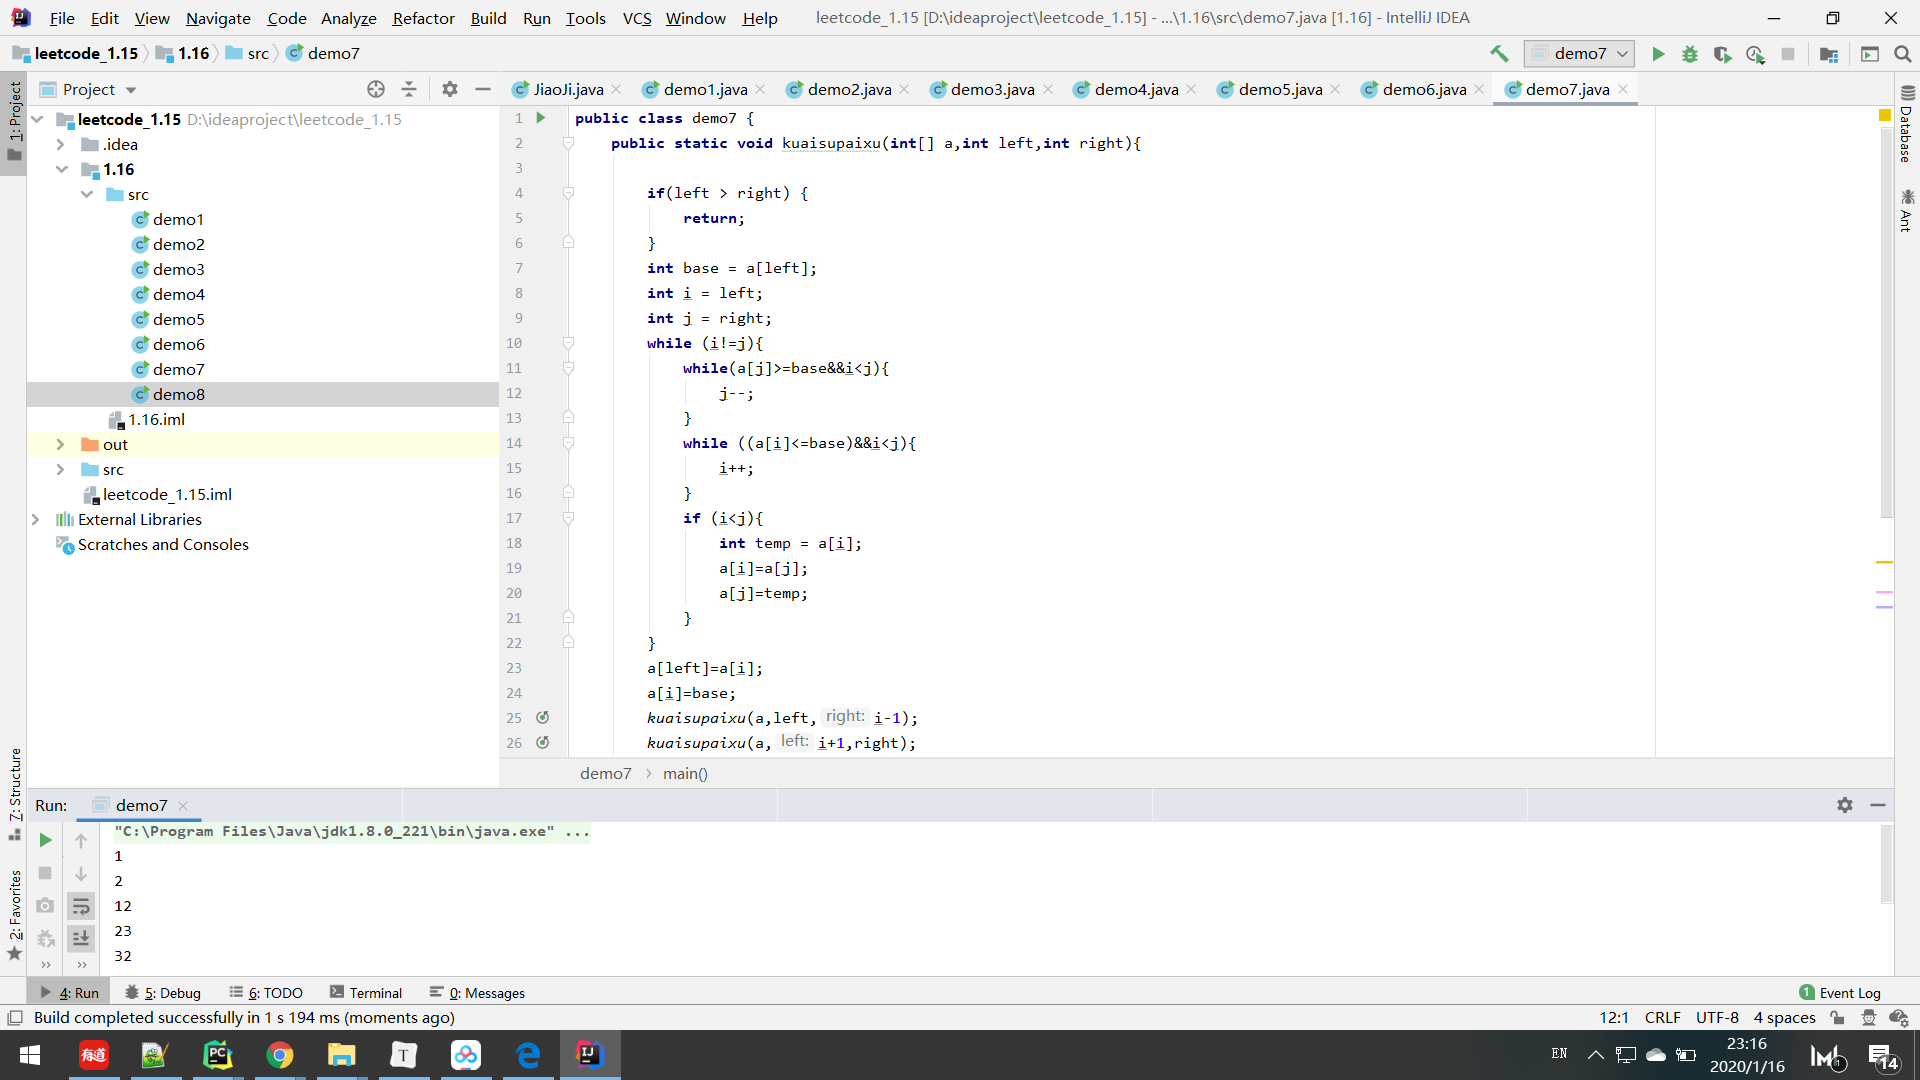 File Edit View Navigate Code Analyze Refactor Build Run Tools VCS Window Help leetcode_1.15 [D:\ideaproject\leetcode_1.15] - ...\1.16\src\demo7.java [1.16] - IntelliJ IDEA
leetcode_1.15 1.16 src demo7 demo7
Project JiaoJi.java demo1.java demo2.java demo3.java demo4.java demo5.java demo6.java demo7.java
1: Project
leetcode_1.15 D:\ideaproject\leetcode_1.15
.idea
1.16
src
demo1
demo2
demo3
demo4
demo5
demo6
demo7
demo8
1.16.iml
out
src
leetcode_1.15.iml
External Libraries
Scratches and Consoles
1 public class demo7 {
2 public static void kuaisupaixu(int[] a,int left,int right){
3
4 if(left > right) {
5 return;
6 }
7 int base = a[left];
8 int i = left;
9 int j = right;
10 while (i!=j){
11 while(a[j]>=base&&i<j){
12 j--;
13 }
14 while ((a[i]<=base)&&i<j){
15 i++;
16 }
17 if (i<j){
18 int temp = a[i];
19 a[i]=a[j];
20 a[j]=temp;
21 }
22 }
23 a[left]=a[i];
24 a[i]=base;
25 kuaisupaixu(a,left, right: i-1);
26 kuaisupaixu(a, left: i+1,right);
demo7 main()
Database
Ant
7: Structure
2: Favorites
Run: demo7
"C:\Program Files\Java\jdk1.8.0_221\bin\java.exe" ...
1
2
12
23
32
4: Run 5: Debug 6: TODO Terminal 0: Messages 1 Event Log
Build completed successfully in 1 s 194 ms (moments ago) 12:1 CRLF UTF-8 4 spaces
有道 PC T IJ EN 23:16
2020/1/16
1
14